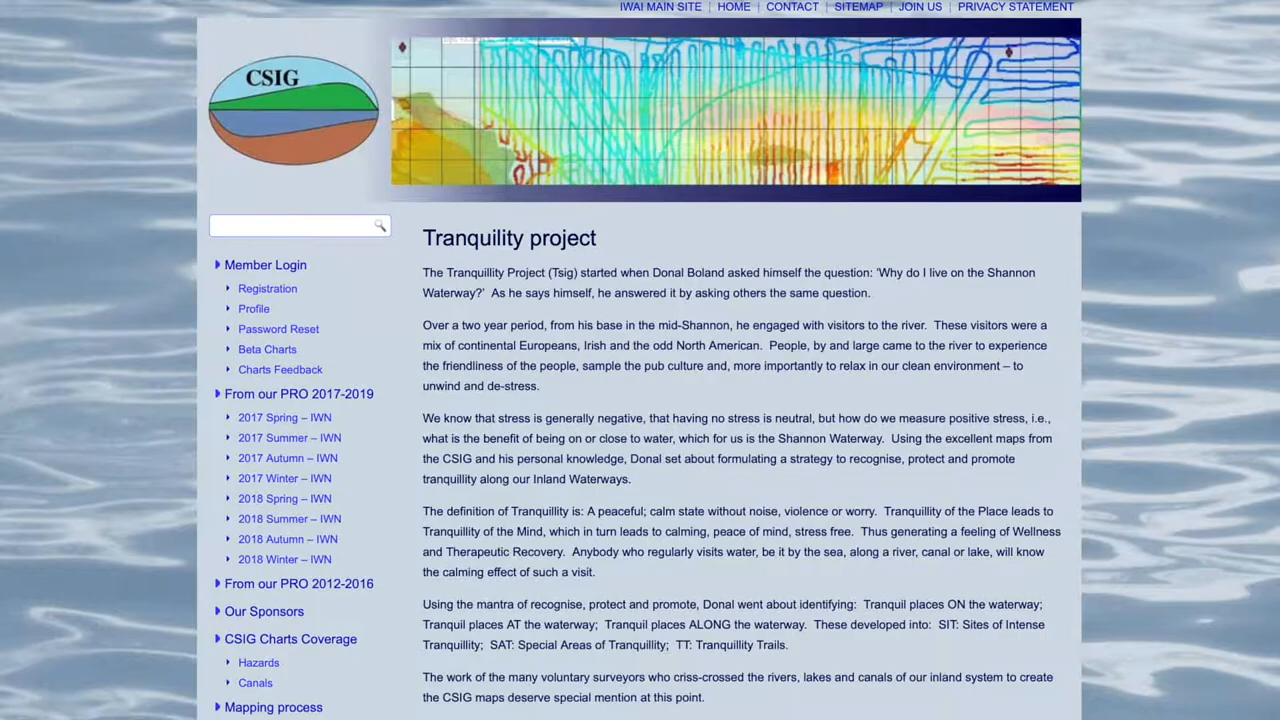 IWAI MAIN SITE | HOME | CONTACT | SITEMAP | JOIN US | PRIVACY STATEMENT
CSIG
Member Login
Registration
Profile
Password Reset
Beta Charts
Charts Feedback
From our PRO 2017-2019
2017 Spring – IWN
2017 Summer – IWN
2017 Autumn – IWN
2017 Winter – IWN
2018 Spring – IWN
2018 Summer – IWN
2018 Autumn – IWN
2018 Winter – IWN
From our PRO 2012-2016
Our Sponsors
CSIG Charts Coverage
Hazards
Canals
Mapping process
Tranquility project
The Tranquillity Project (Tsig) started when Donal Boland asked himself the question: ‘Why do I live on the Shannon
Waterway?’ As he says himself, he answered it by asking others the same question.
Over a two year period, from his base in the mid-Shannon, he engaged with visitors to the river. These visitors were a
mix of continental Europeans, Irish and the odd North American. People, by and large came to the river to experience
the friendliness of the people, sample the pub culture and, more importantly to relax in our clean environment – to
unwind and de-stress.
We know that stress is generally negative, that having no stress is neutral, but how do we measure positive stress, i.e.,
what is the benefit of being on or close to water, which for us is the Shannon Waterway. Using the excellent maps from
the CSIG and his personal knowledge, Donal set about formulating a strategy to recognise, protect and promote
tranquillity along our Inland Waterways.
The definition of Tranquillity is: A peaceful; calm state without noise, violence or worry. Tranquillity of the Place leads to
Tranquillity of the Mind, which in turn leads to calming, peace of mind, stress free. Thus generating a feeling of Wellness
and Therapeutic Recovery. Anybody who regularly visits water, be it by the sea, along a river, canal or lake, will know
the calming effect of such a visit.
Using the mantra of recognise, protect and promote, Donal went about identifying: Tranquil places ON the waterway;
Tranquil places AT the waterway; Tranquil places ALONG the waterway. These developed into: SIT: Sites of Intense
Tranquillity; SAT: Special Areas of Tranquillity; TT: Tranquillity Trails.
The work of the many voluntary surveyors who criss-crossed the rivers, lakes and canals of our inland system to create
the CSIG maps deserve special mention at this point.